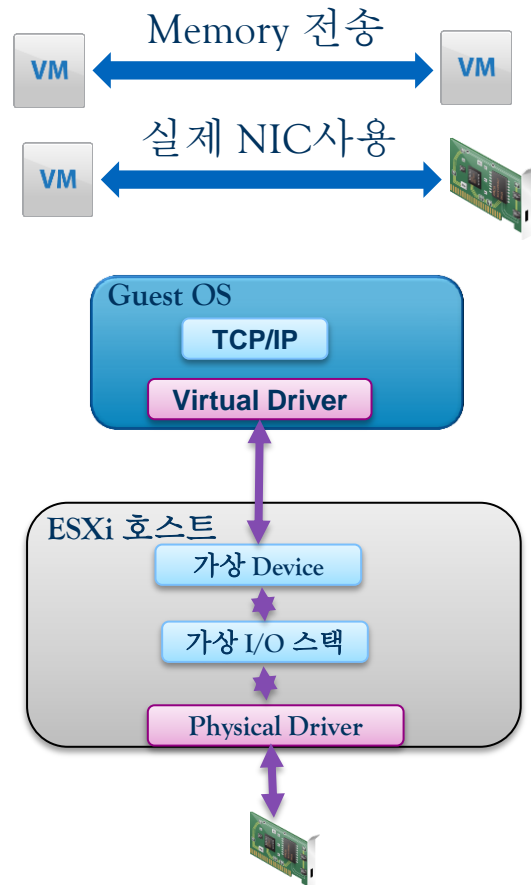 Memory 전송
VM
VM
실제 NIC사용
VM
Guest OS
TCP/IP
Virtual Driver
ESXi 호스트
가상 Device
가상 I/O 스택
Physical Driver